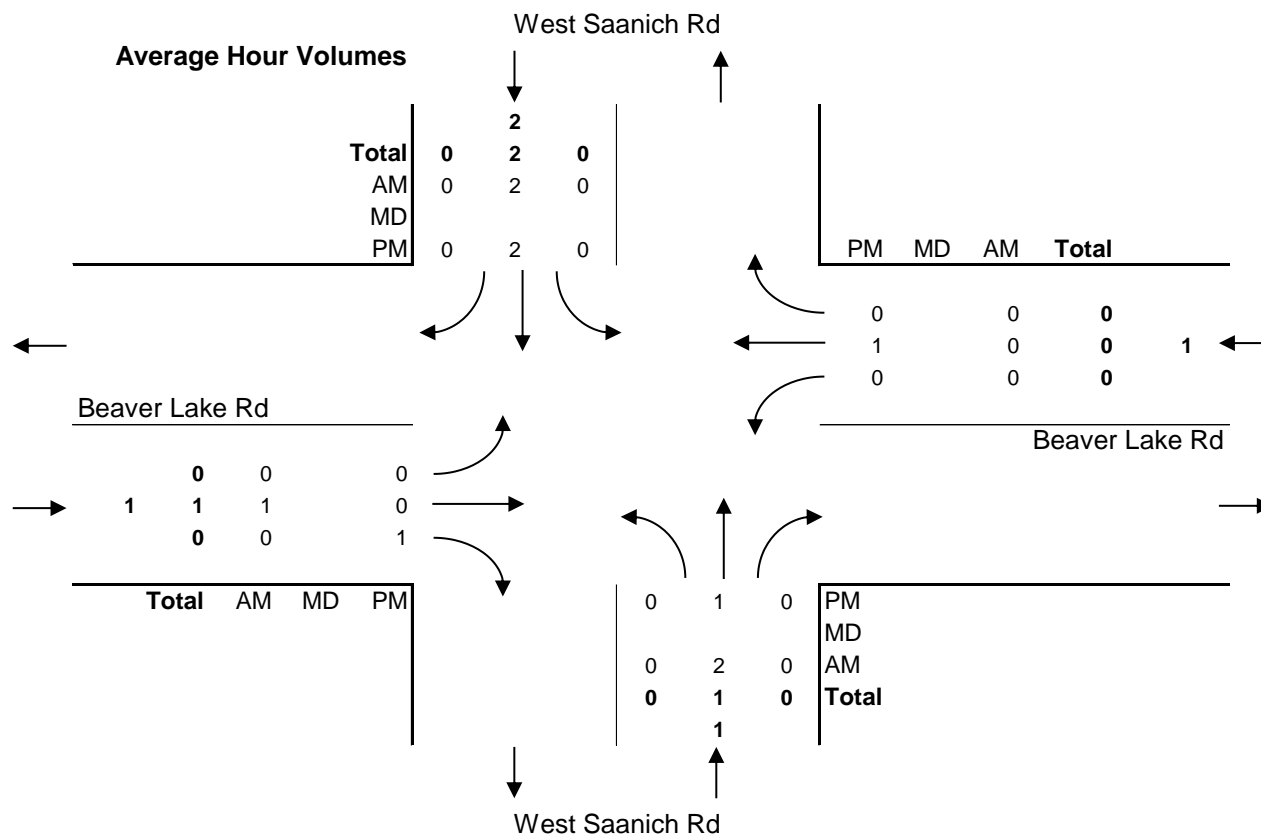 West Saanich Rd
Average Hour Volumes
2
Total 0 2 0
AM 0 2 0
MD
PM 0 2 0
PM MD AM Total
0 0 0
1 0 0 1
0 0 0
Beaver Lake Rd
Beaver Lake Rd
0 0 0
1 1 1 0
0 0 1
Total AM MD PM
0 1 0 PM
MD
0 2 0 AM
0 1 0 Total
1
West Saanich Rd